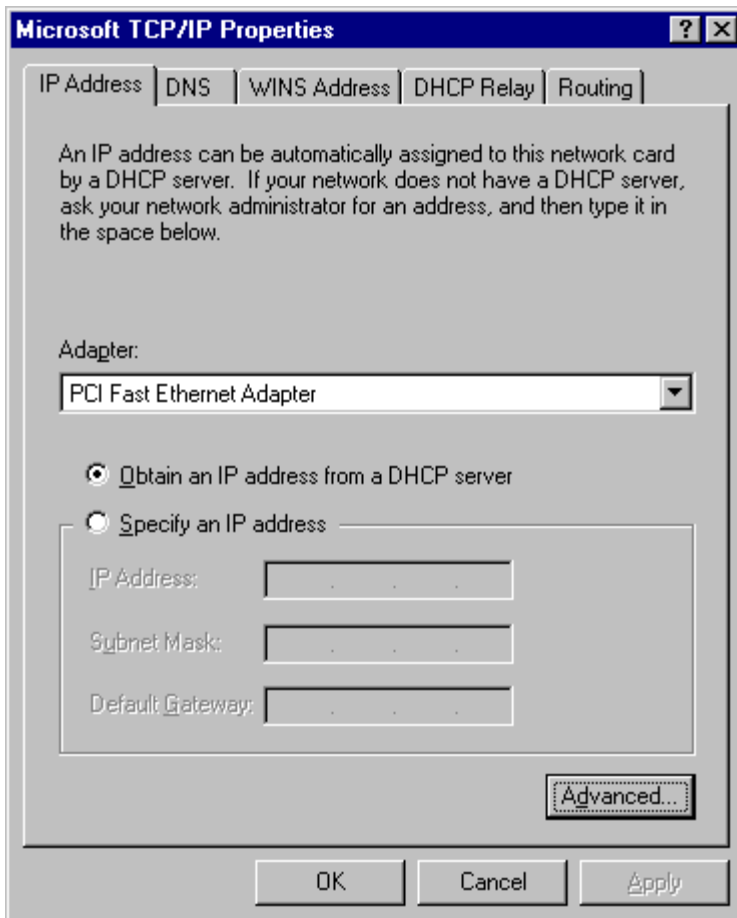 Microsoft TCP/IP Properties
IP Address DNS WINS Address DHCP Relay Routing
An IP address can be automatically assigned to this network card
by a DHCP server. If your network does not have a DHCP server,
ask your network administrator for an address, and then type it in
the space below.
Adapter:
PCI Fast Ethernet Adapter
Obtain an IP address from a DHCP server
Specify an IP address
IP Address: . . .
Subnet Mask: . . .
Default Gateway: . . .
Advanced...
OK Cancel Apply